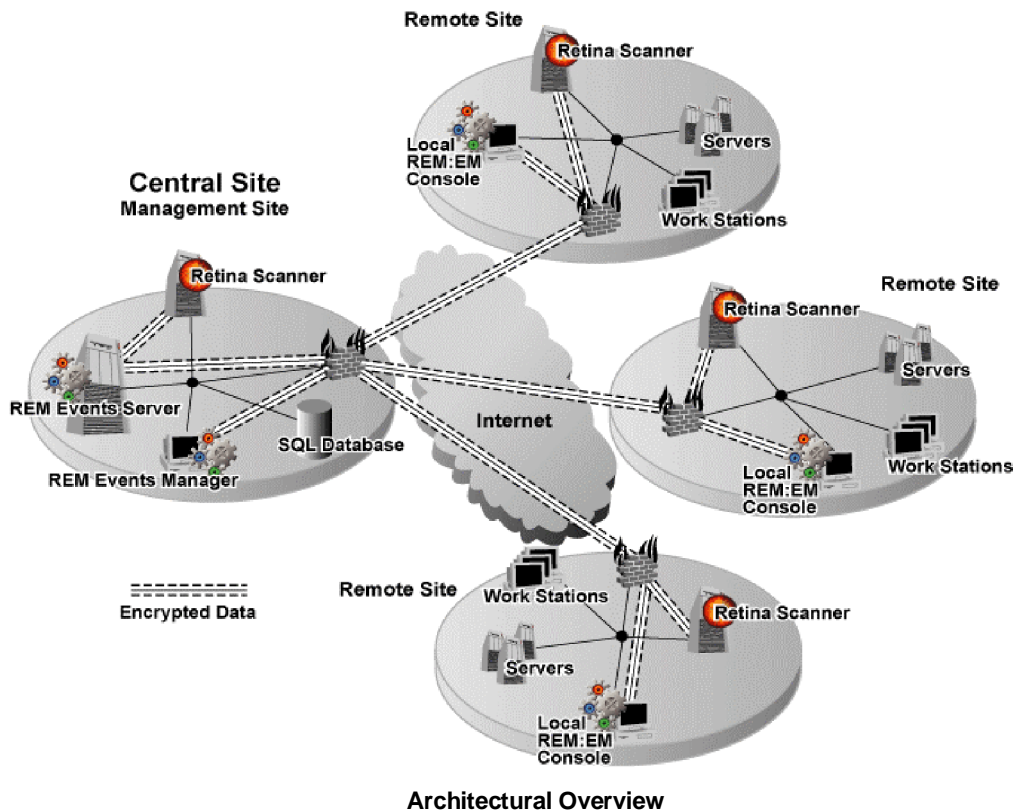 Remote Site
Retina Scanner
Local
REM:EM
Console
Servers
Work Stations
Central Site
Management Site
Retina Scanner
REM Events Server
SQL Database
REM Events Manager
Internet
Remote Site
Retina Scanner
Servers
Work Stations
Local
REM:EM
Console
Encrypted Data
Remote Site
Work Stations
Retina Scanner
Servers
Local
REM:EM
Console
Architectural Overview